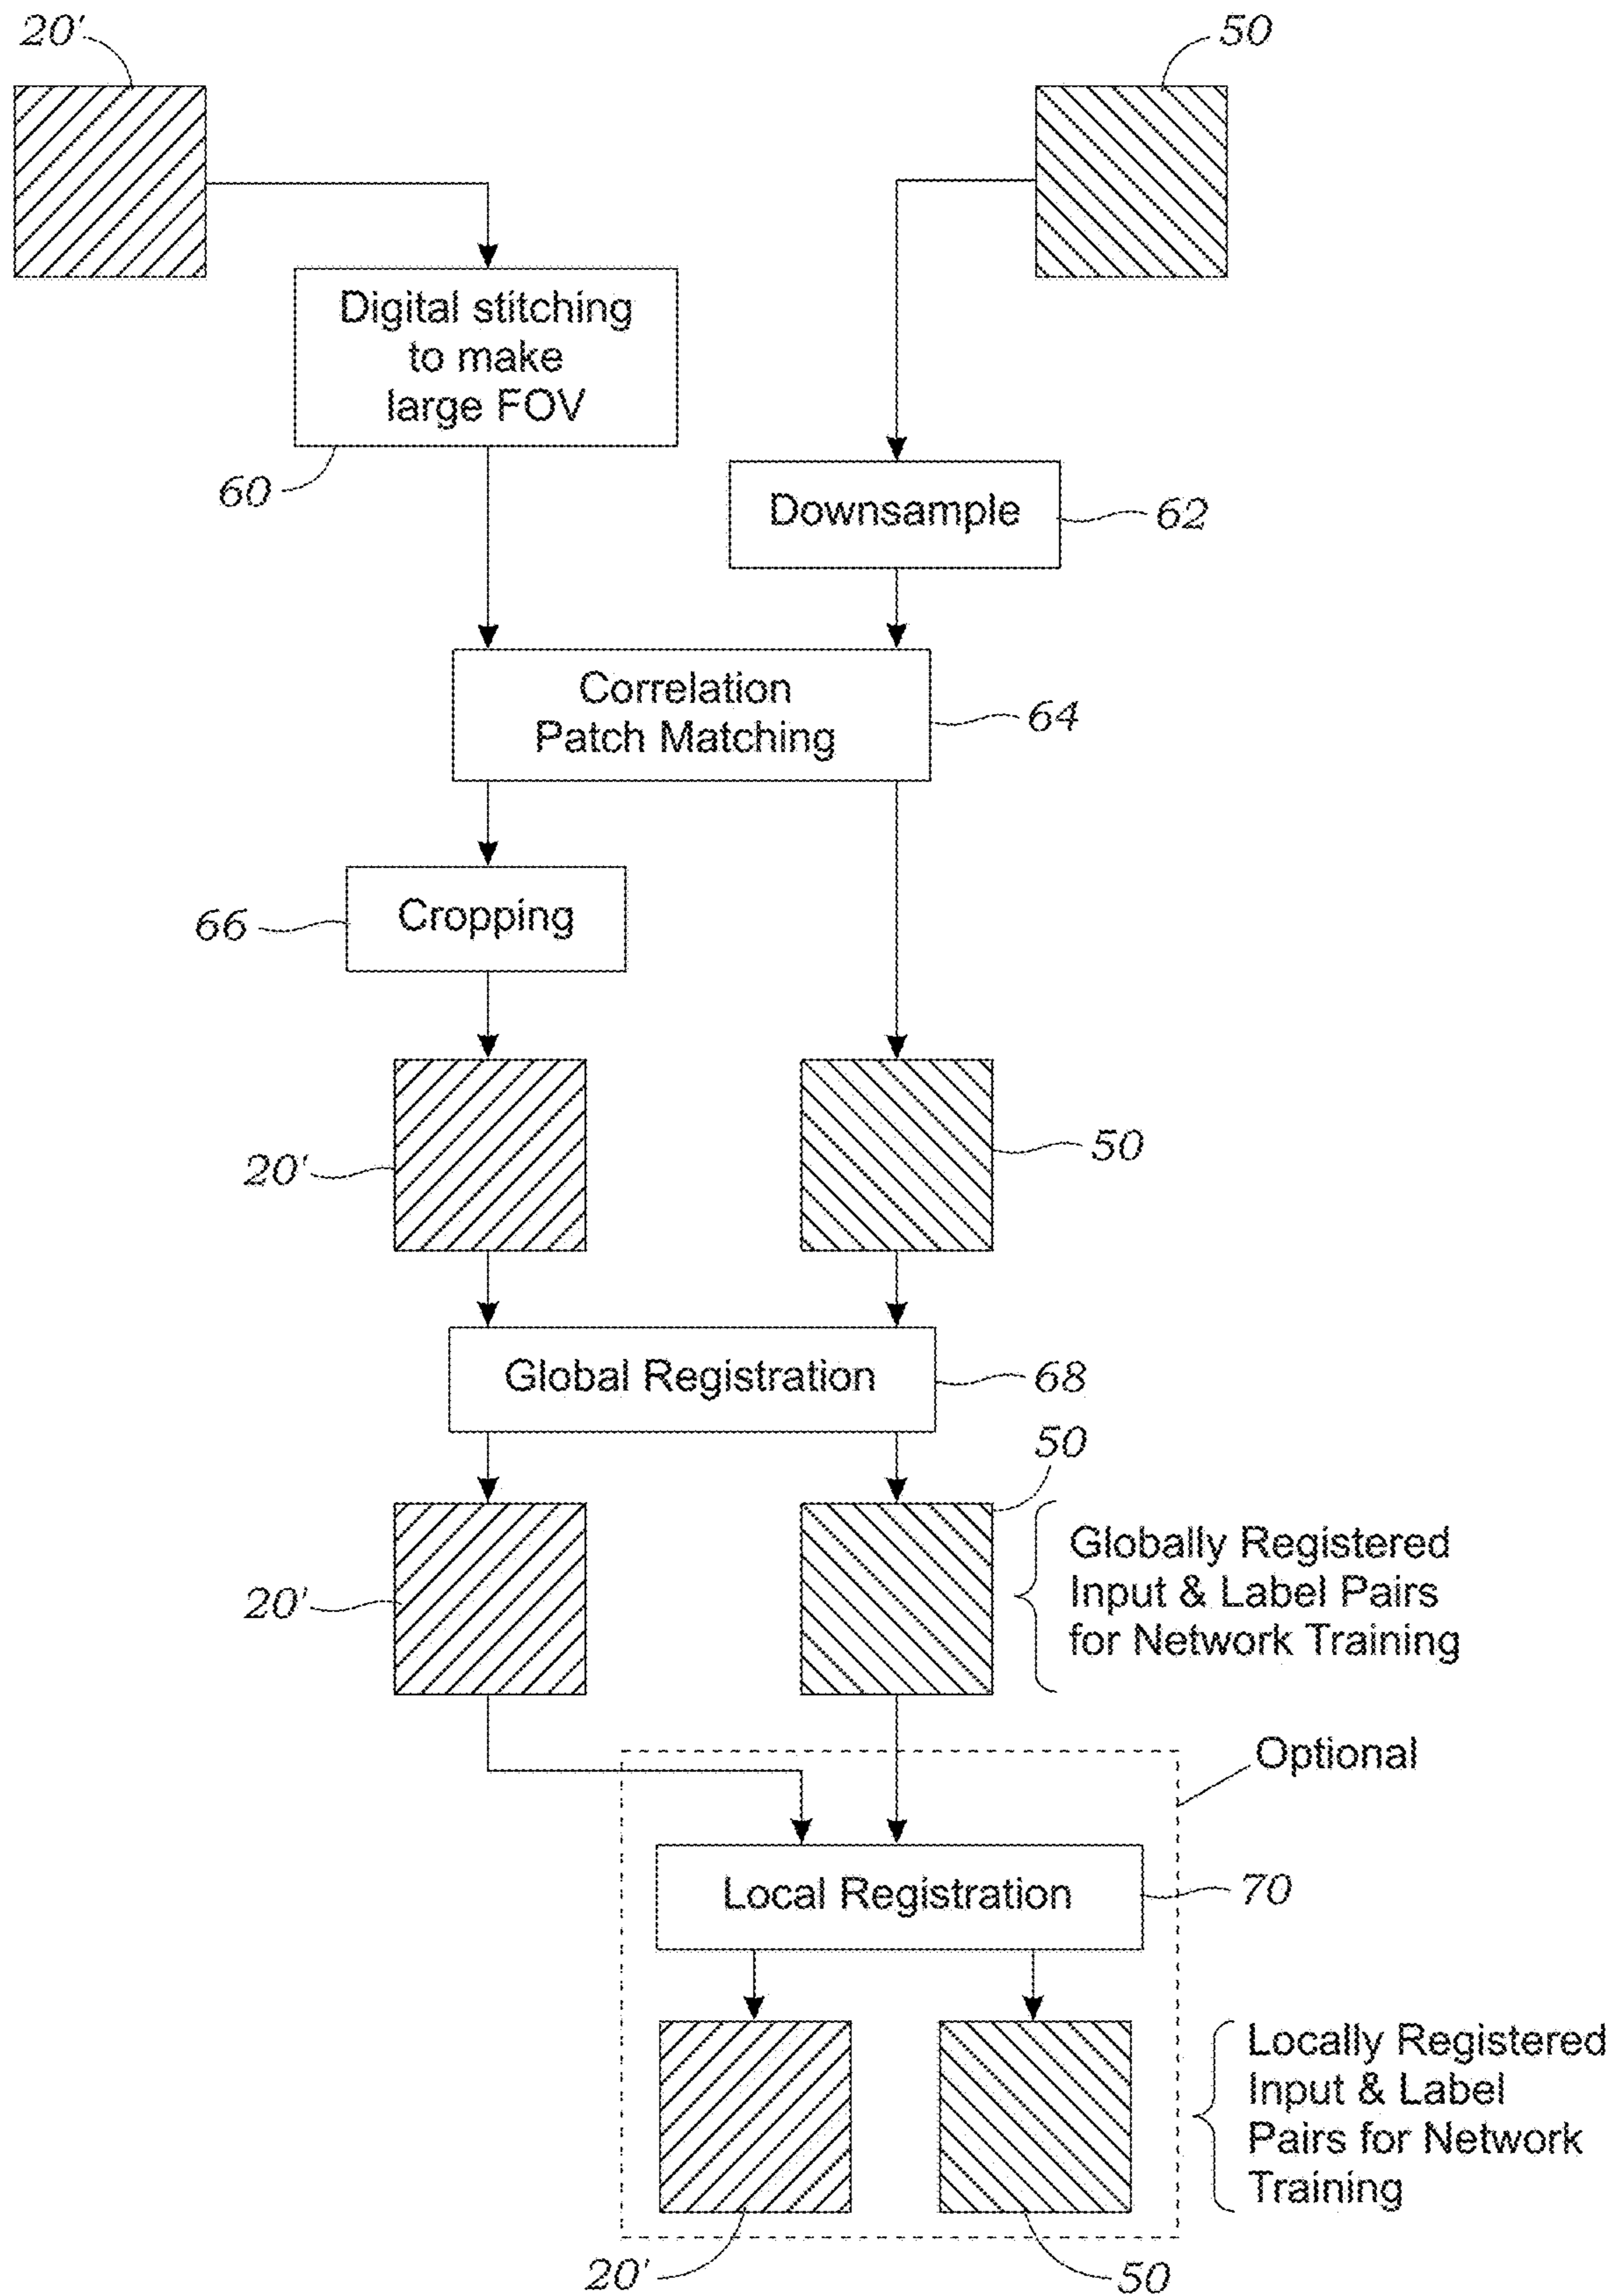 20'
50
Digital stitching
to make
large FOV
60
Downsample
62
Correlation
Patch Matching
64
Cropping
66
20'
50
Global Registration
68
50
20'
Globally Registered
Input & Label Pairs
for Network Training
Optional
Local Registration
70
Locally Registered
Input & Label
Pairs for Network
Training
20'
50